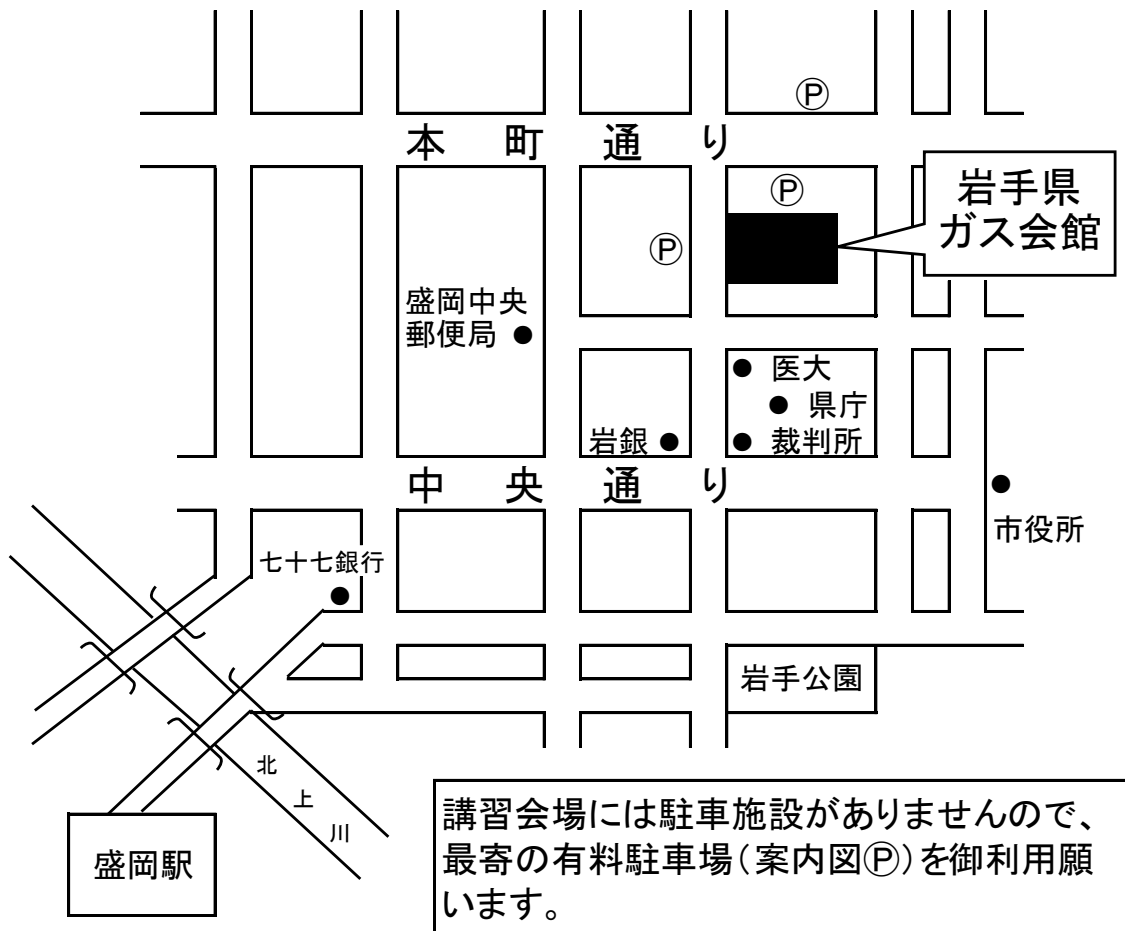 Ⓟ
本町通り
岩手県
ガス会館
Ⓟ
Ⓟ
盛岡中央
郵便局
医大
県庁
岩銀
裁判所
中央通り
市役所
七十七銀行
岩手公園
北上川
盛岡駅
講習会場には駐車施設がありませんので、
最寄の有料駐車場(案内図Ⓟ)を御利用願
います。